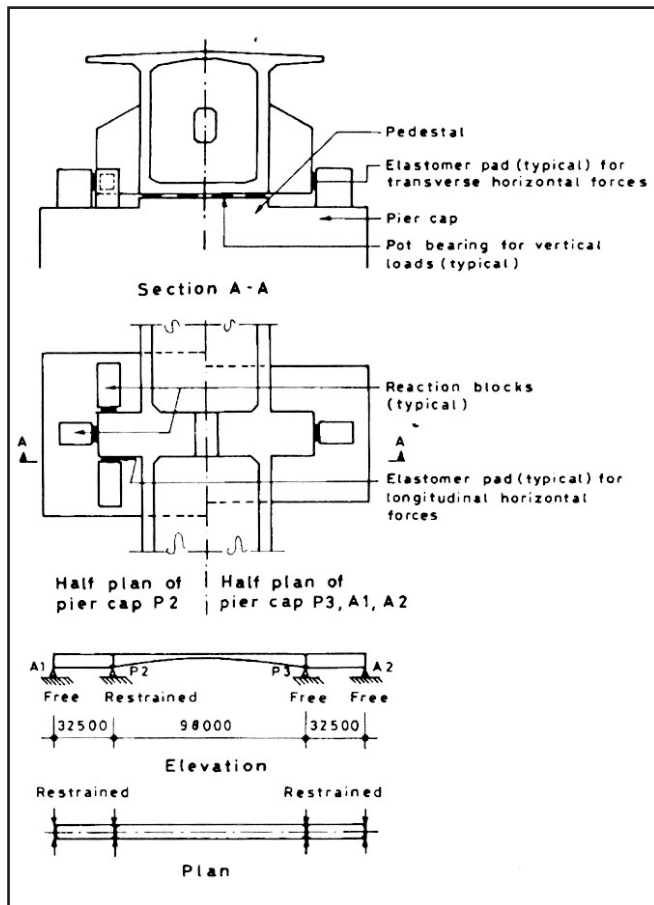 Pedestal
Elastomer pad (typical) for
transverse horizontal forces
Pier cap
Pot bearing for vertical
loads (typical)
Section A-A
Reaction blocks
(typical)
A
A
Elastomer pad (typical) for
longitudinal horizontal
forces
Half plan of
pier cap P2
Half plan of
pier cap P3, A1, A2
A1
P2
P3
A2
Free
Restrained
Free
Free
32500
98000
32500
Elevation
Restrained
Restrained
Plan